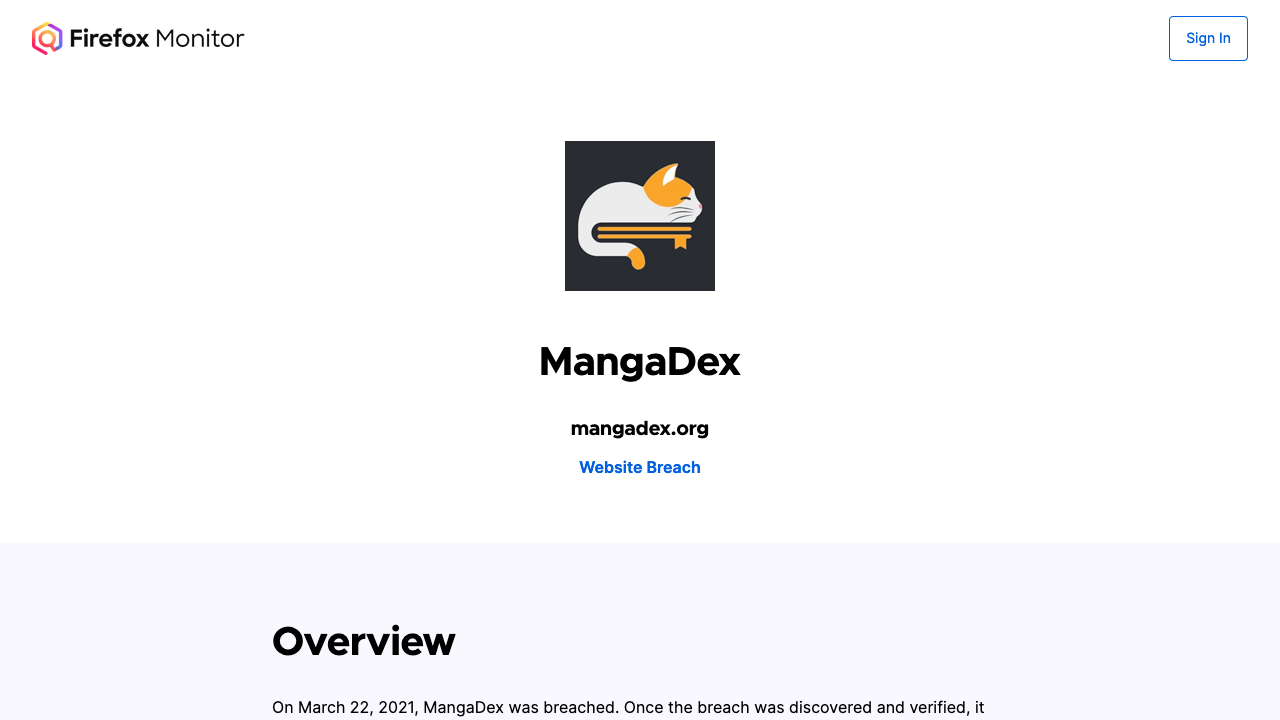 Firefox Monitor
Sign In
MangaDex
mangadex.org
Website Breach
Overview
On March 22, 2021, MangaDex was breached. Once the breach was discovered and verified, it